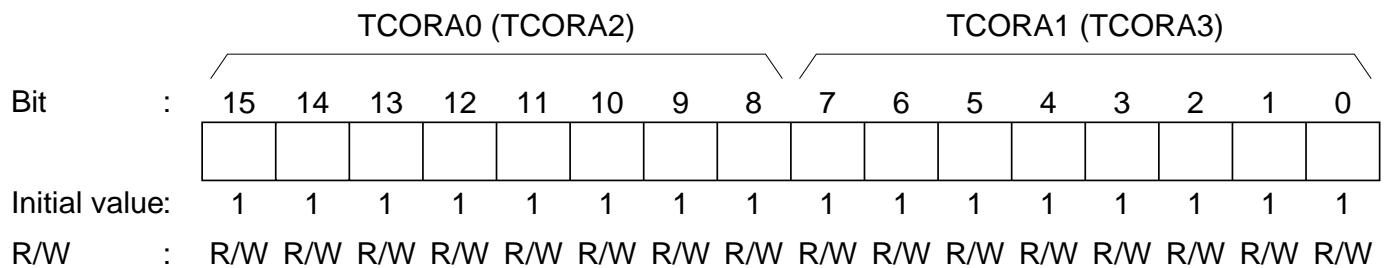 TCORA0 (TCORA2) TCORA1 (TCORA3)
Bit : 15 14 13 12 11 10 9 8 7 6 5 4 3 2 1 0
Initial value: 1 1 1 1 1 1 1 1 1 1 1 1 1 1 1 1
R/W : R/W R/W R/W R/W R/W R/W R/W R/W R/W R/W R/W R/W R/W R/W R/W R/W